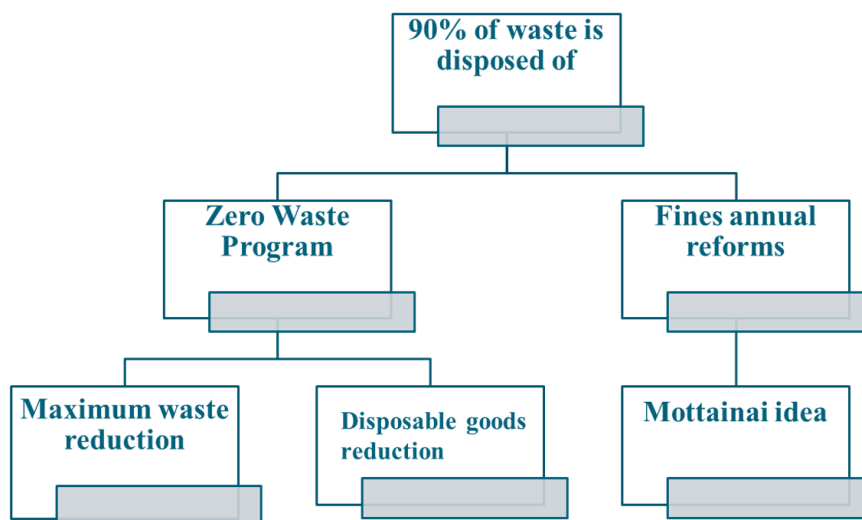 90% of waste is
disposed of
Zero Waste
Program
Fines annual
reforms
Maximum waste
reduction
Disposable goods
reduction
Mottainai idea